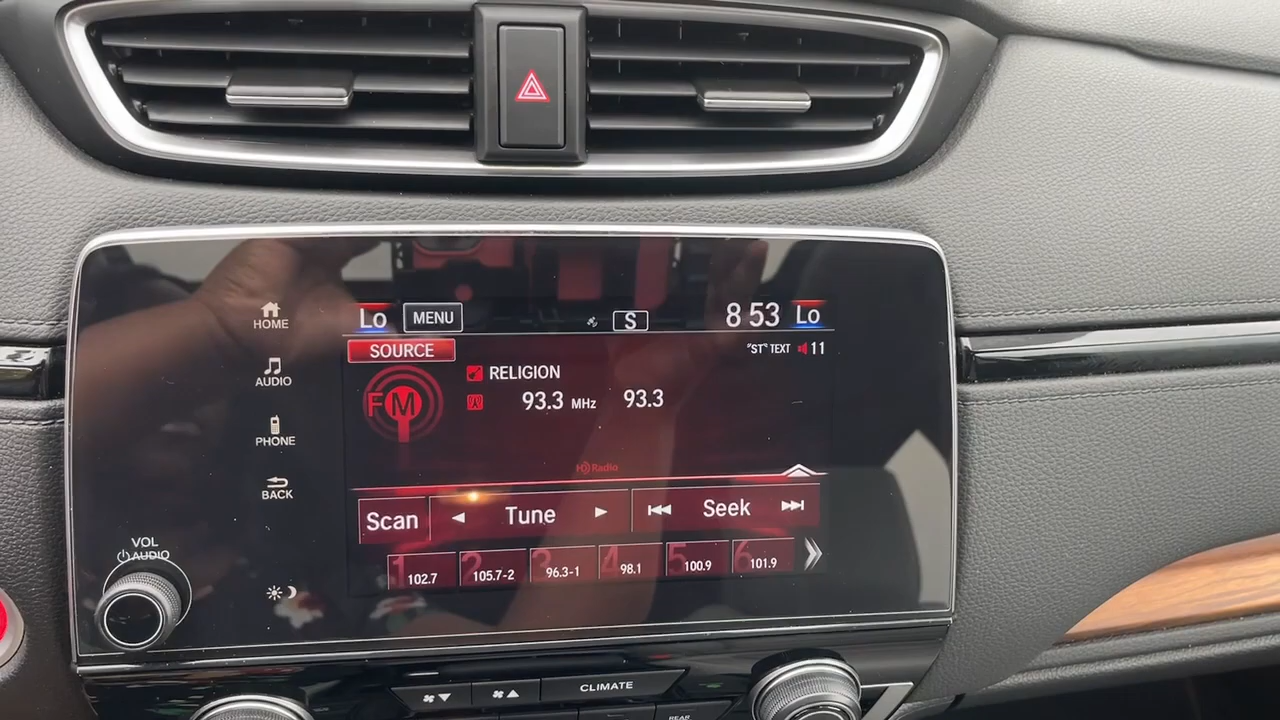 Lo MENU S 8 53 Lo
HOME
SOURCE
"ST" TEXT 11
AUDIO
RELIGION
FM
93.3 MHz 93.3
PHONE
HD Radio
BACK
Scan Tune Seek
1 102.7
2 105.7-2
3 96.3-1
4 98.1
5 100.9
6 101.9
VOL
AUDIO
CLIMATE
REAR